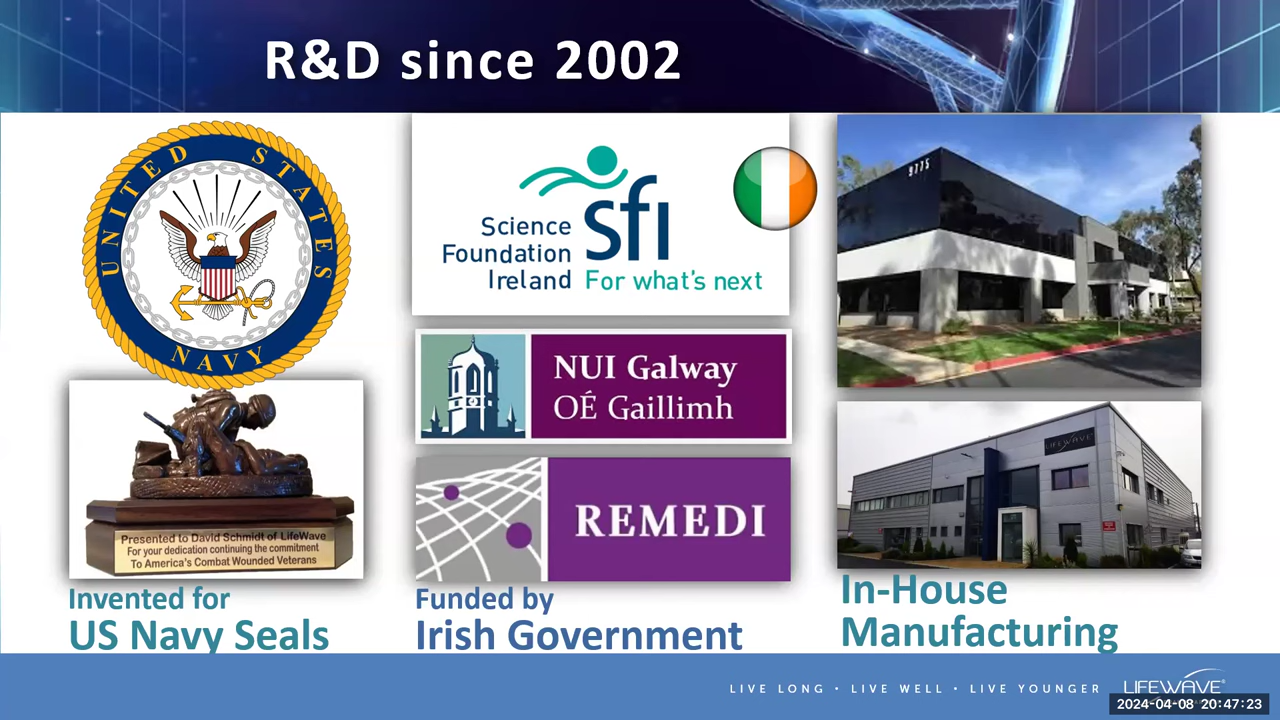 R&D since 2002
UNITED STATES
NAVY
Presented to David Schmidt of LifeWave
For your dedication continuing the commitment
To America's Combat Wounded Veterans
Invented for
US Navy Seals
Science
Foundation
Ireland
sfi
For what's next
NUI Galway
OÉ Gaillimh
REMEDI
Funded by
Irish Government
9775
LIFEWAVE
In-House
Manufacturing
LIVE LONG • LIVE WELL • LIVE YOUNGER
LIFEWAVE®
2024-04-08 20:47:23